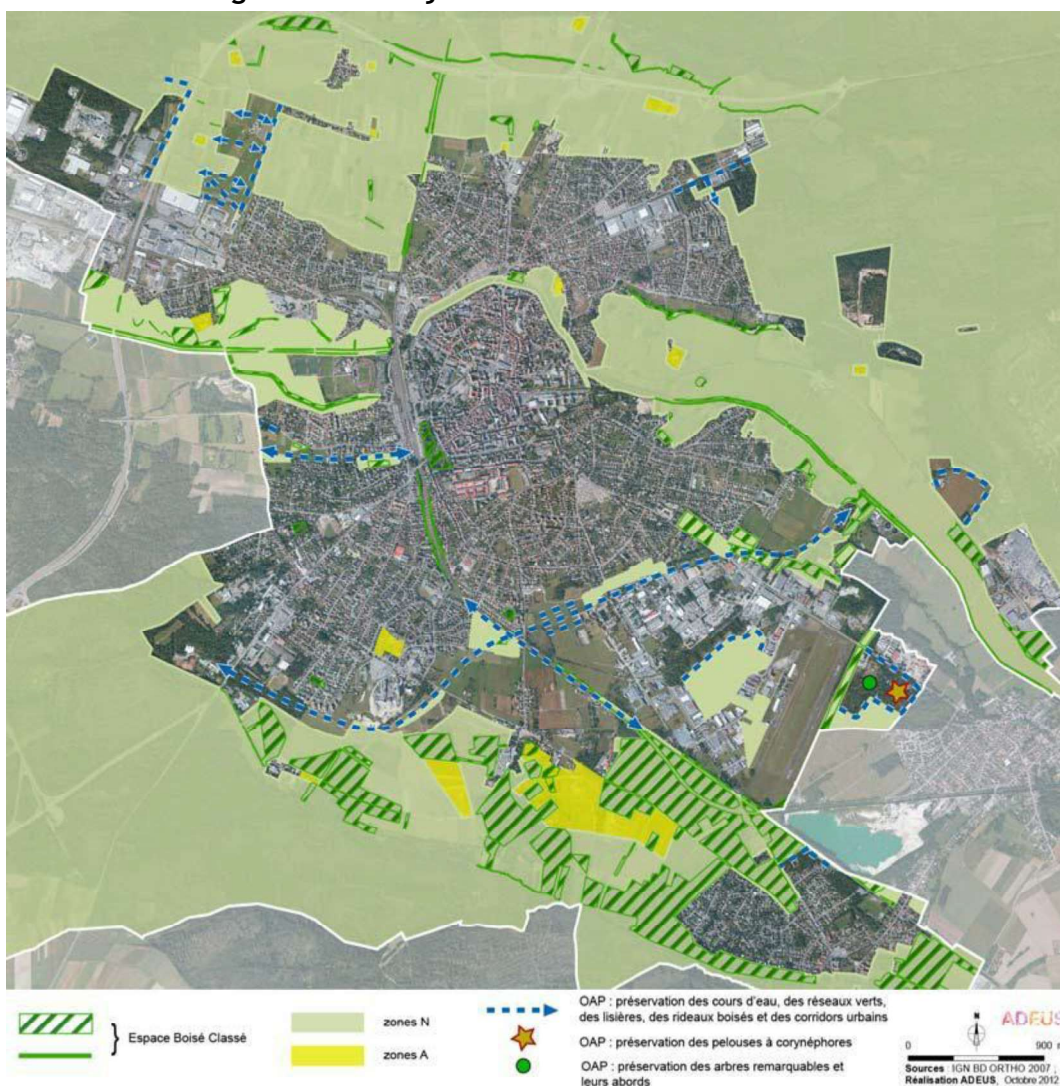 Espace Boisé Classé
zones N
zones A
OAP : préservation des cours d'eau, des réseaux verts,
des lisières, des rideaux boisés et des corridors urbains
OAP : préservation des pelouses à corynéphores
OAP : préservation des arbres remarquables et
leurs abords
N
ADEUS
0 900 m
Sources : IGN BD ORTHO 2007,
Réalisation ADEUS, Octobre 2012